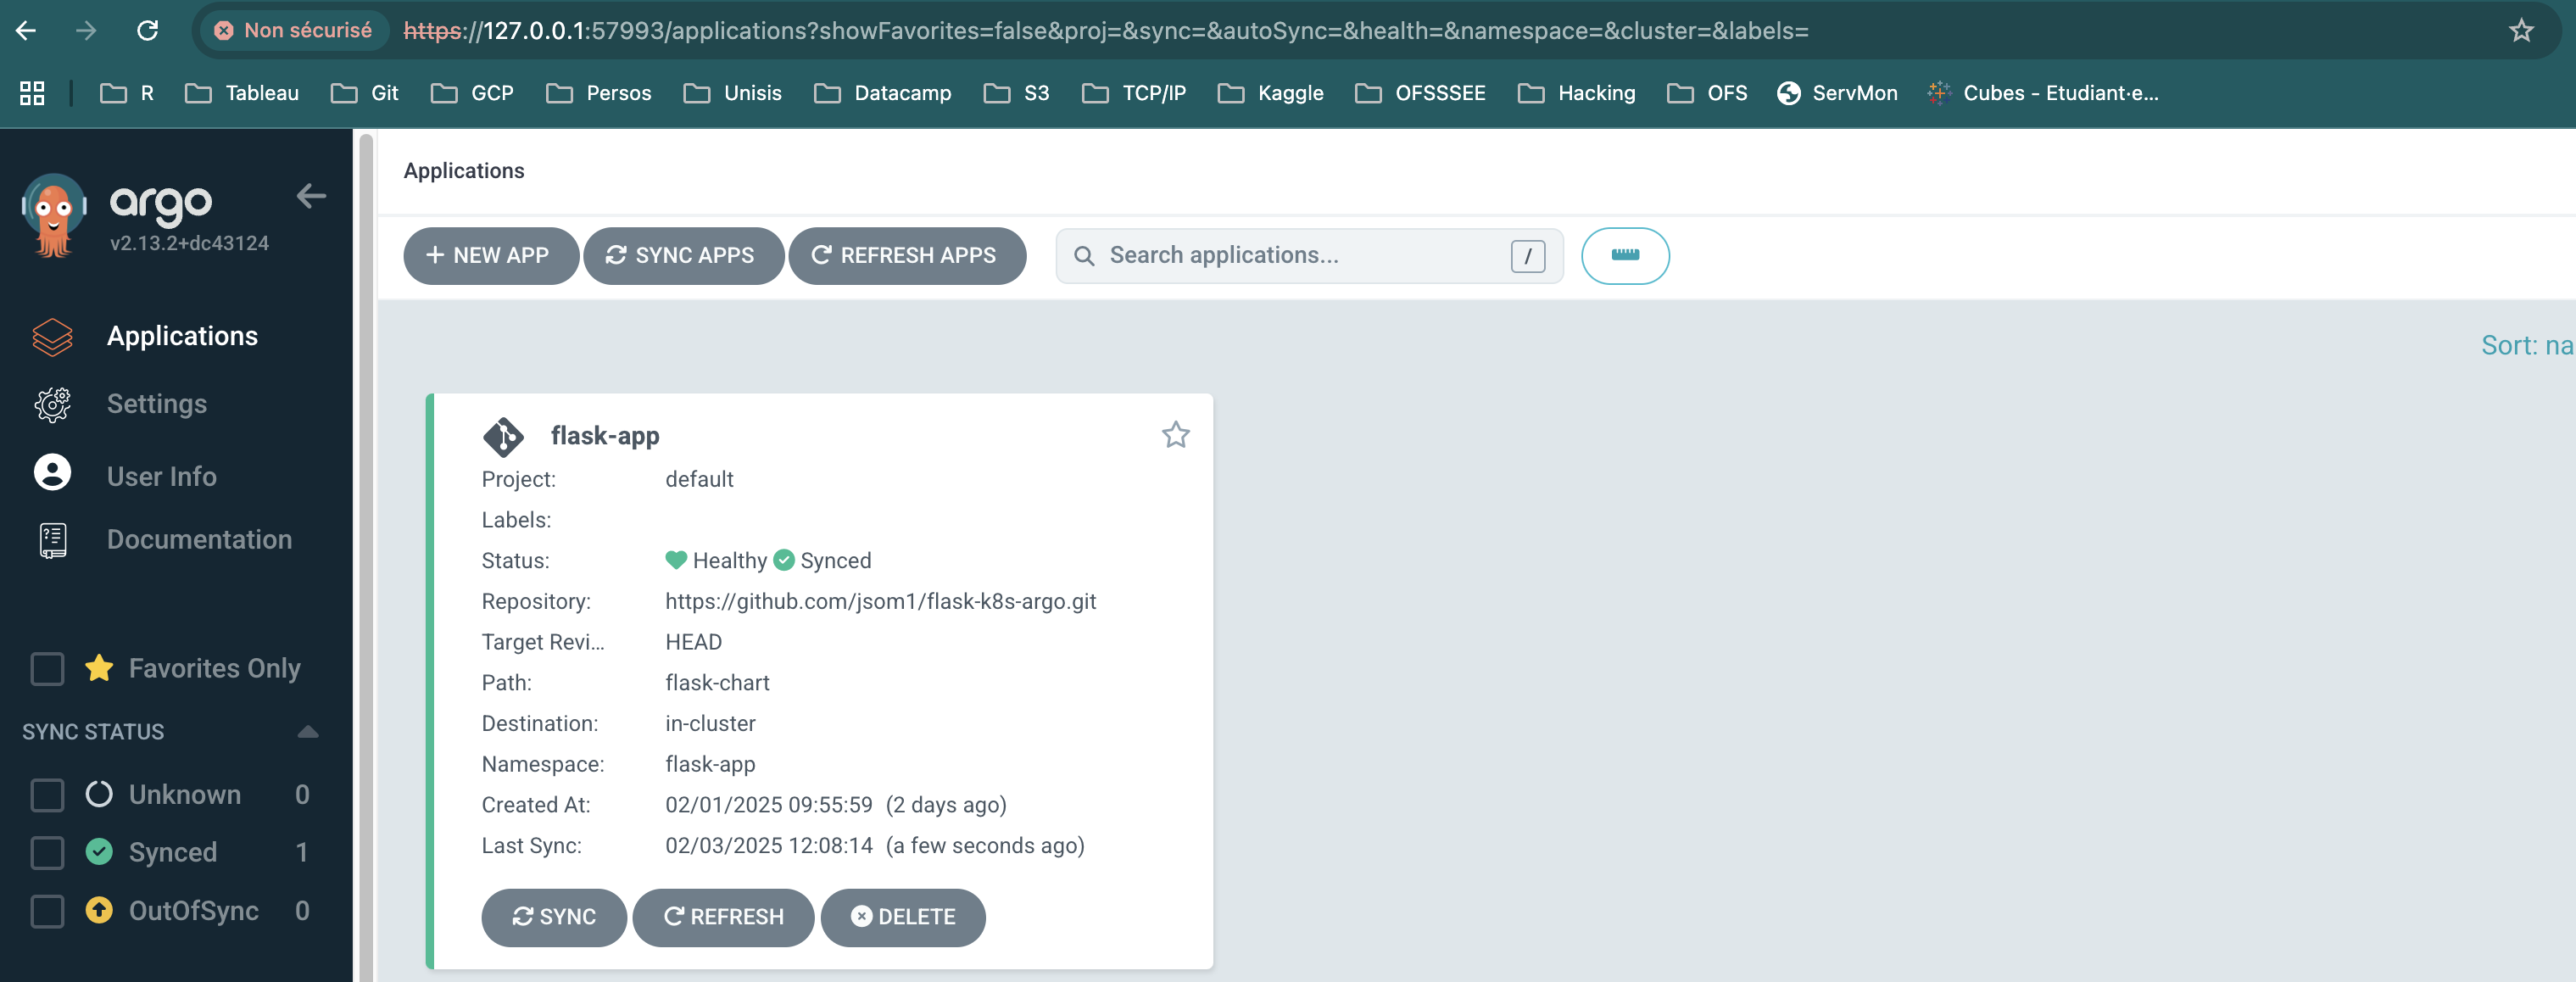 Non sécurisé https://127.0.0.1:57993/applications?showFavorites=false&proj=&sync=&autoSync=&health=&namespace=&cluster=&labels=
R Tableau Git GCP Persos Unisis Datacamp S3 TCP/IP Kaggle OFSSSEE Hacking OFS ServMon Cubes - Etudiant·e...
argo
v2.13.2+dc43124
Applications
Settings
User Info
Documentation
Favorites Only
SYNC STATUS
Unknown 0
Synced 1
OutOfSync 0
Applications
NEW APP SYNC APPS REFRESH APPS Search applications... /
Sort: na
flask-app
Project: default
Labels:
Status: Healthy Synced
Repository: https://github.com/jsom1/flask-k8s-argo.git
Target Revi... HEAD
Path: flask-chart
Destination: in-cluster
Namespace: flask-app
Created At: 02/01/2025 09:55:59 (2 days ago)
Last Sync: 02/03/2025 12:08:14 (a few seconds ago)
SYNC REFRESH DELETE